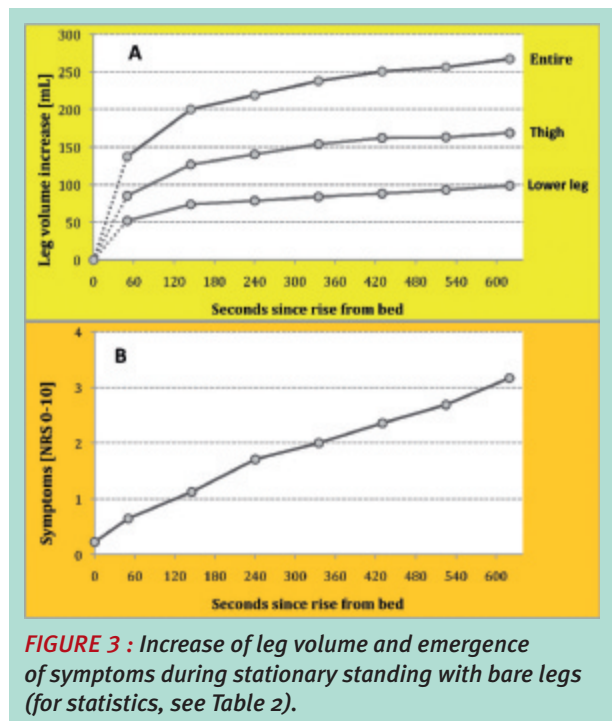 300
A
250
Entire
200
150
Thigh
100
Lower leg
50
0
0 60 120 180 240 300 360 420 480 540 600
Leg volume increase [mL]
Seconds since rise from bed
4
B
3
2
1
0
0 60 120 180 240 300 360 420 480 540 600
Symptoms [NRS 0-10]
Seconds since rise from bed
FIGURE 3 : Increase of leg volume and emergence
of symptoms during stationary standing with bare legs
(for statistics, see Table 2).